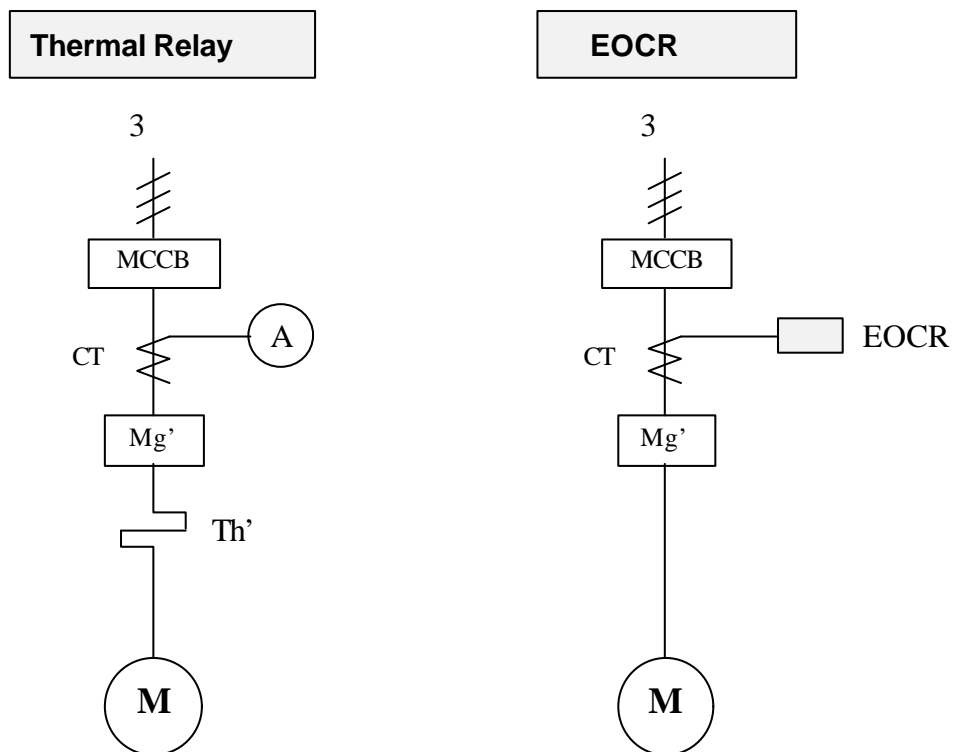 Thermal Relay
3
MCCB
A
CT
Mg’
Th’
M
EOCR
3
MCCB
EOCR
CT
Mg’
M